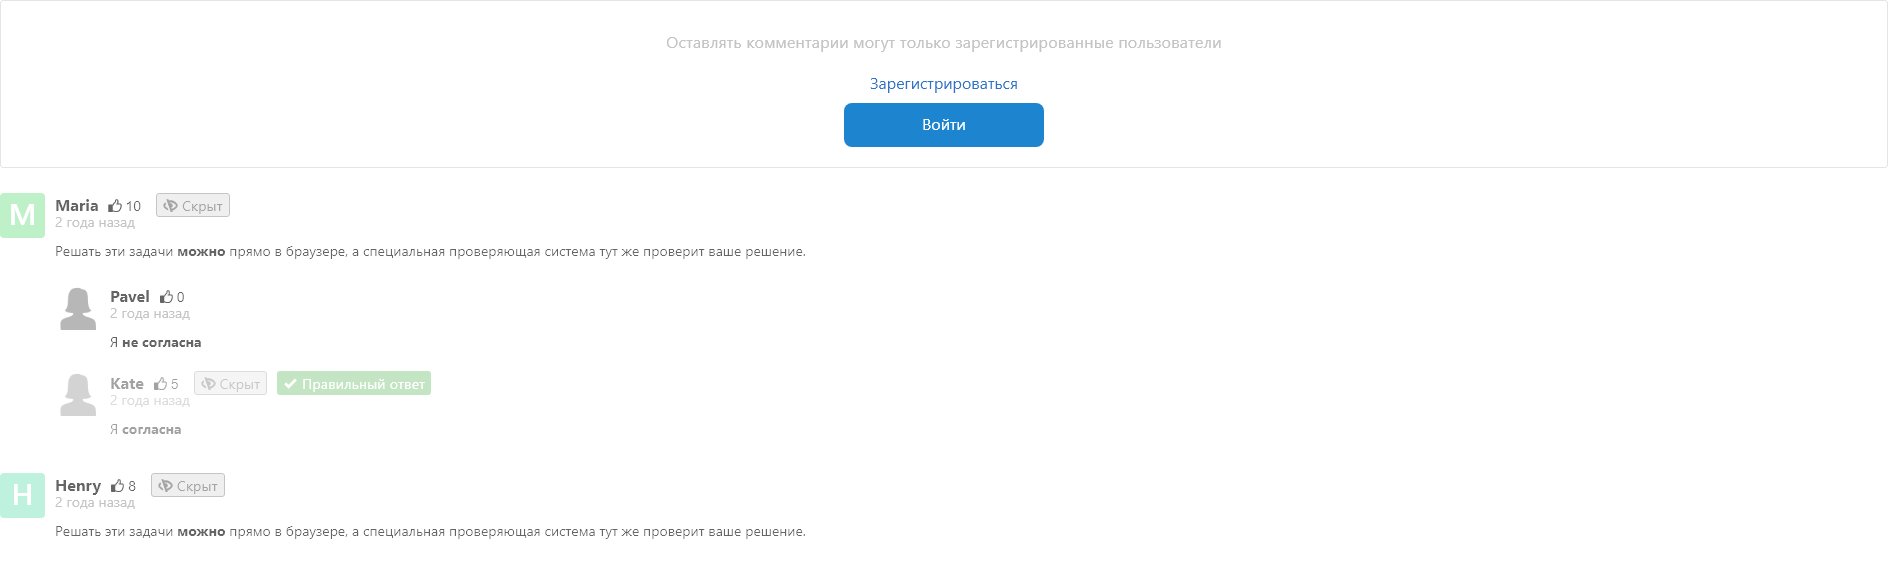 Оставлять комментарии могут только зарегистрированные пользователи
Зарегистрироваться
Войти
M
Maria 10 Скрыт
2 года назад
Решать эти задачи можно прямо в браузере, а специальная проверяющая система тут же проверит ваше решение.
Pavel 0
2 года назад
Я не согласна
Kate 5 Скрыт Правильный ответ
2 года назад
Я согласна
H
Henry 8 Скрыт
2 года назад
Решать эти задачи можно прямо в браузере, а специальная проверяющая система тут же проверит ваше решение.